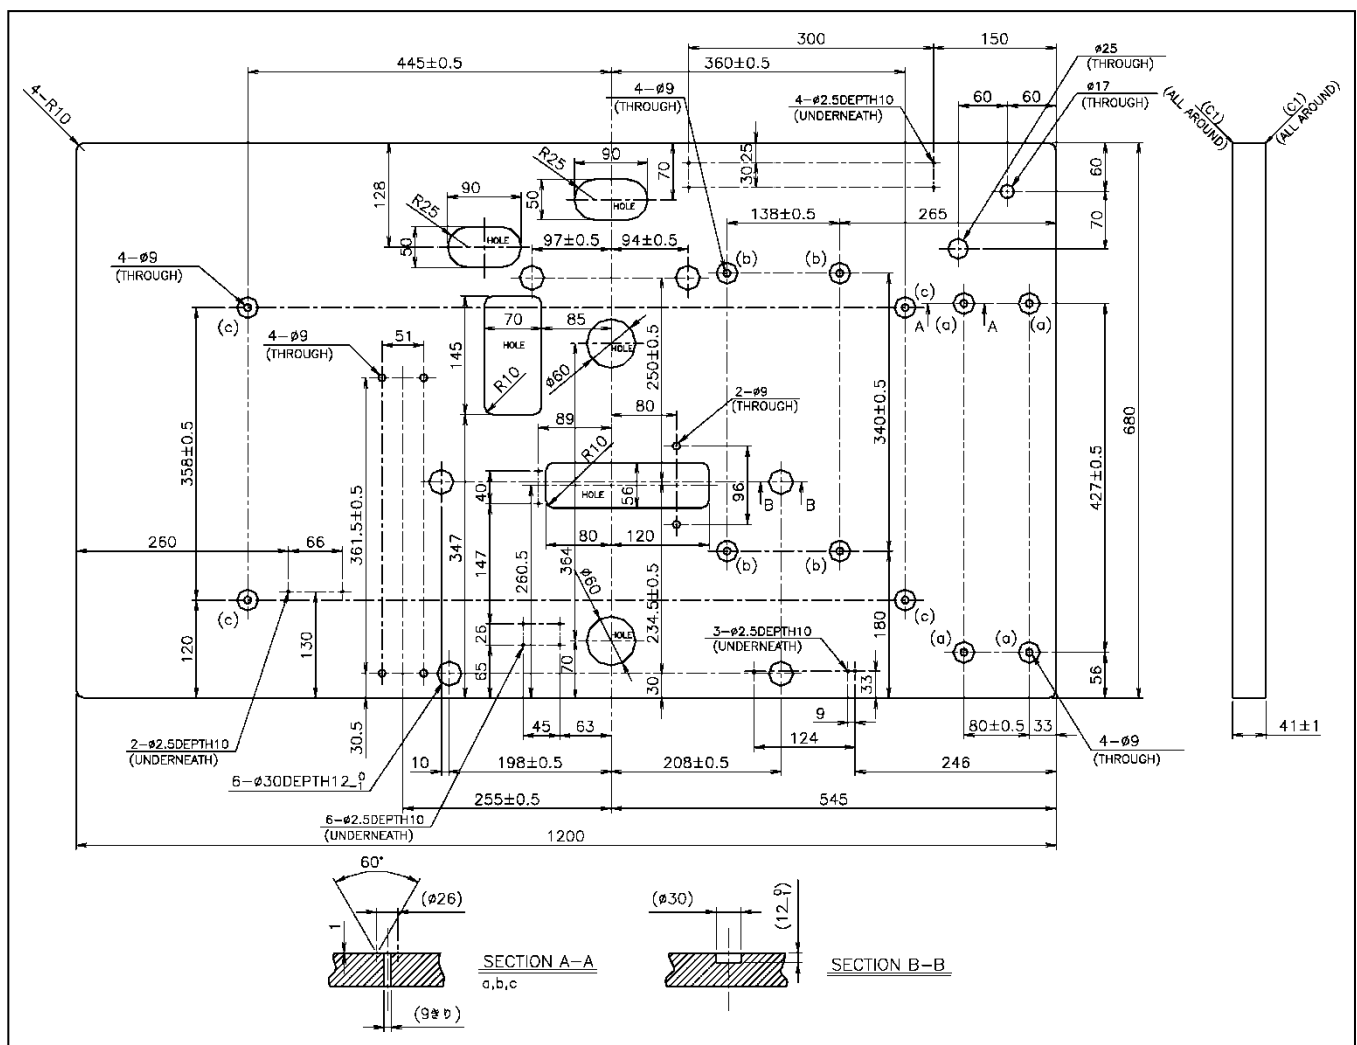 300
150
445±0.5
360±0.5
ø25
(THROUGH)
4-ø9
(THROUGH)
4-ø2.5DEPTH10
(UNDERNEATH)
60
60
ø17
(THROUGH)
(C1)
(ALL AROUND)
(C1)
(ALL AROUND)
4-R10
128
R25
90
50
HOLE
70
25
30
R25
90
50
HOLE
60
70
138±0.5
265
97±0.5
94±0.5
4-ø9
(THROUGH)
(b)
(b)
(c)
(c)
A
(a)
A
(a)
70
85
HOLE
145
R10
HOLE
ø60
250±0.5
4-ø9
(THROUGH)
51
2-ø9
(THROUGH)
80
89
R10
340±0.5
680
427±0.5
358±0.5
361.5±0.5
40
56
HOLE
96
B
B
260
66
347
147
260.5
80
120
364
ø60
234.5±0.5
(b)
(b)
(c)
(c)
180
120
130
26
65
70
HOLE
30
3-ø2.5DEPTH10
(UNDERNEATH)
33
(a)
(a)
56
30.5
2-ø2.5DEPTH10
(UNDERNEATH)
45
63
9
124
80±0.5
33
41±1
4-ø9
(THROUGH)
6-ø30DEPTH12 0 -1
10
198±0.5
208±0.5
246
255±0.5
545
6-ø2.5DEPTH10
(UNDERNEATH)
1200
60°
(ø26)
1
SECTION A-A
a,b,c
(9キリ)
(ø30)
(12 0 -1)
SECTION B-B